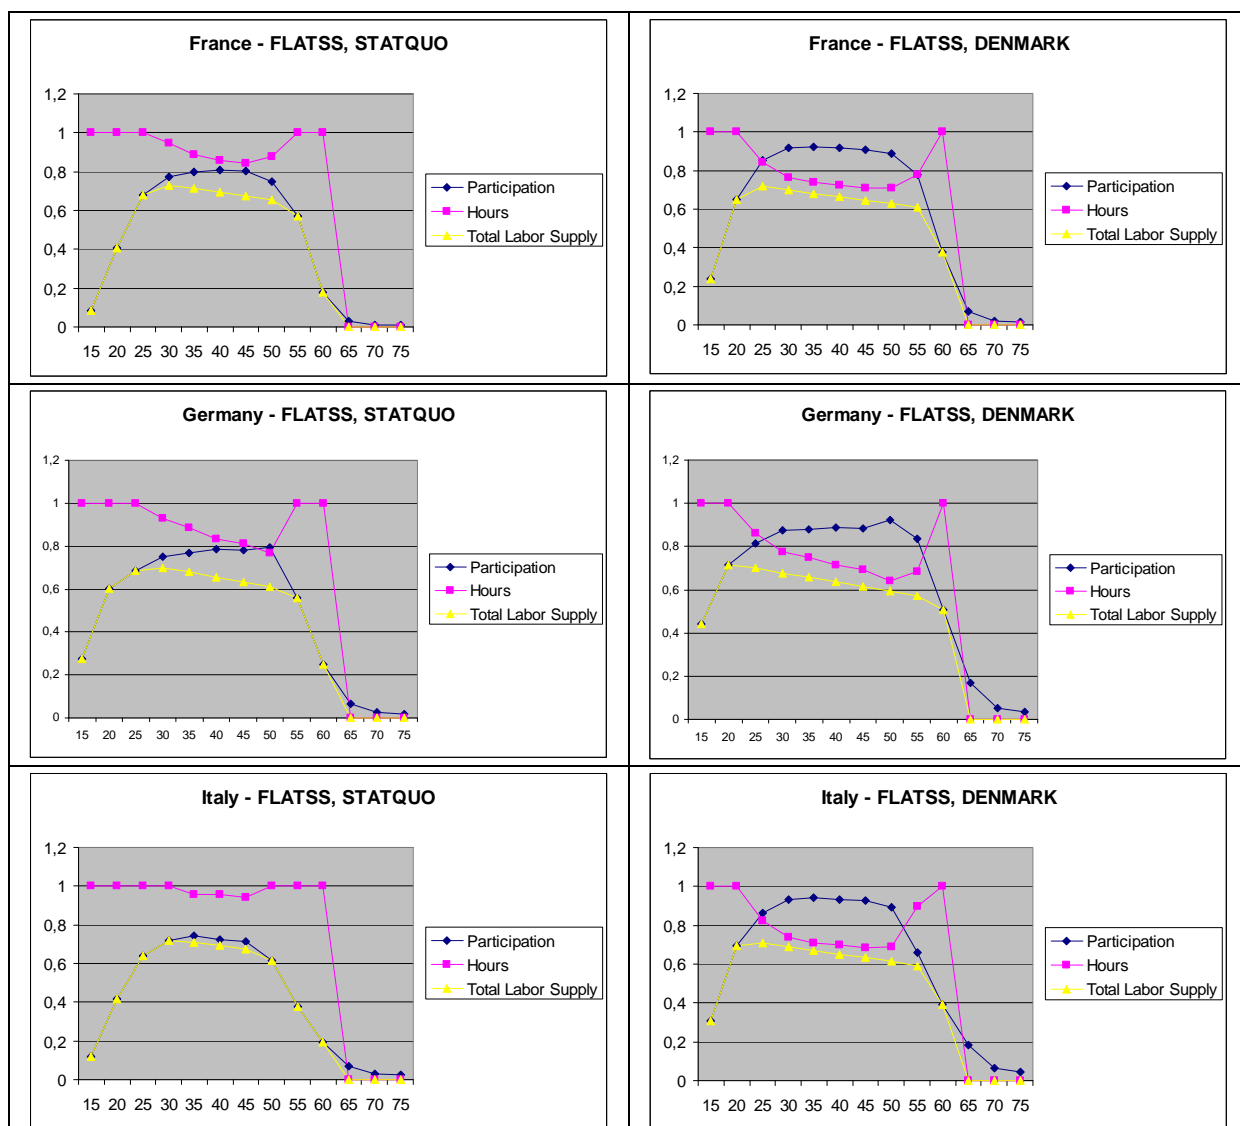 France - FLATSS, STATQUO
1,2
1
0,8
0,6
0,4
0,2
0
15 20 25 30 35 40 45 50 55 60 65 70 75
Participation
Hours
Total Labor Supply
France - FLATSS, DENMARK
1,2
1
0,8
0,6
0,4
0,2
0
15 20 25 30 35 40 45 50 55 60 65 70 75
Participation
Hours
Total Labor Supply
Germany - FLATSS, STATQUO
1,2
1
0,8
0,6
0,4
0,2
0
15 20 25 30 35 40 45 50 55 60 65 70 75
Participation
Hours
Total Labor Supply
Germany - FLATSS, DENMARK
1,2
1
0,8
0,6
0,4
0,2
0
15 20 25 30 35 40 45 50 55 60 65 70 75
Participation
Hours
Total Labor Supply
Italy - FLATSS, STATQUO
1,2
1
0,8
0,6
0,4
0,2
0
15 20 25 30 35 40 45 50 55 60 65 70 75
Participation
Hours
Total Labor Supply
Italy - FLATSS, DENMARK
1,2
1
0,8
0,6
0,4
0,2
0
15 20 25 30 35 40 45 50 55 60 65 70 75
Participation
Hours
Total Labor Supply